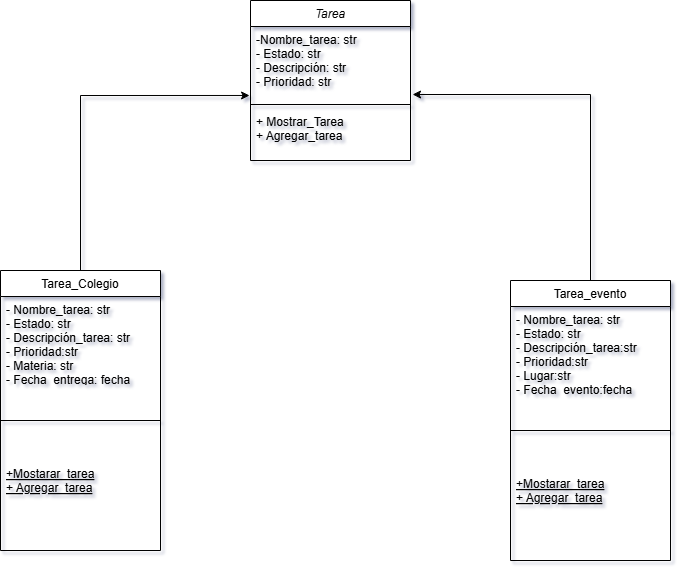 Tarea
-Nombre_tarea: str
- Estado: str
- Descripción: str
- Prioridad: str
+ Mostrar_Tarea
+ Agregar_tarea
Tarea_Colegio
- Nombre_tarea: str
- Estado: str
- Descripción_tarea: str
- Prioridad:str
- Materia: str
- Fecha_entrega: fecha
+Mostarar_tarea
+ Agregar_tarea
Tarea_evento
- Nombre_tarea: str
- Estado: str
- Descripción_tarea:str
- Prioridad:str
- Lugar:str
- Fecha_evento:fecha
+Mostarar_tarea
+ Agregar_tarea